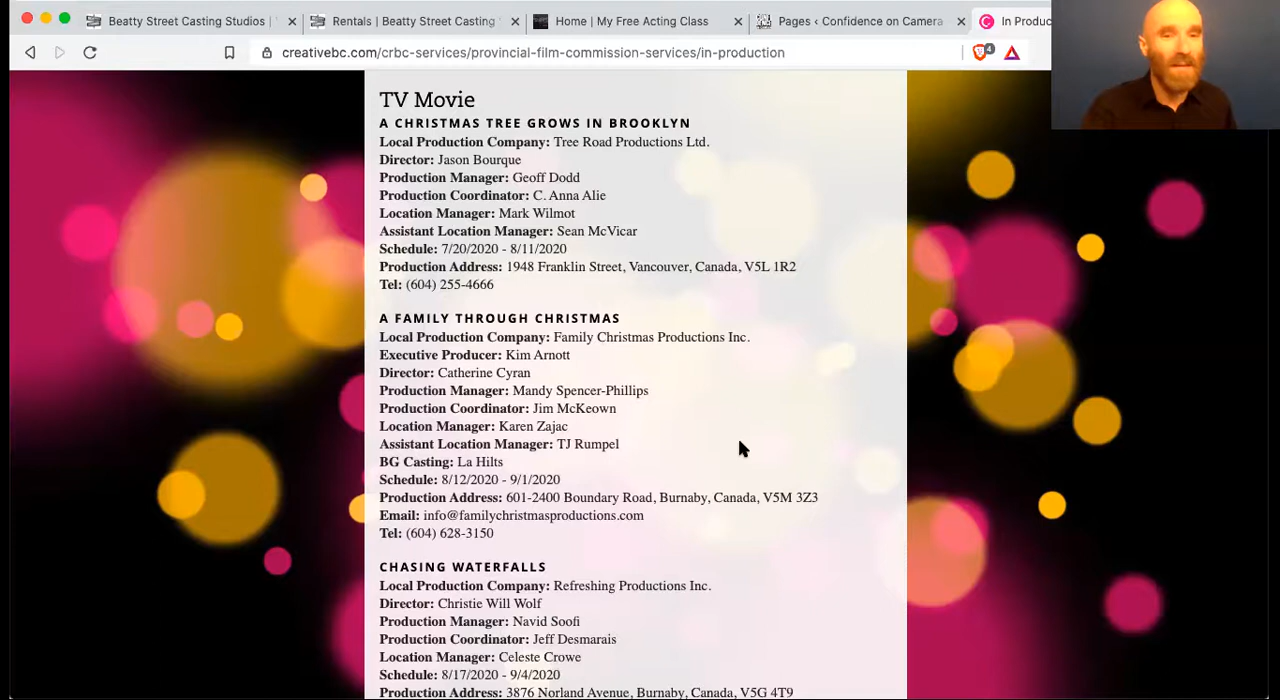 Beatty Street Casting Studios |
Rentals | Beatty Street Casting
Home | My Free Acting Class
Pages ‹ Confidence on Camera
In Produc
creativebc.com/crbc-services/provincial-film-commission-services/in-production
4
TV Movie
A CHRISTMAS TREE GROWS IN BROOKLYN
Local Production Company: Tree Road Productions Ltd.
Director: Jason Bourque
Production Manager: Geoff Dodd
Production Coordinator: C. Anna Alie
Location Manager: Mark Wilmot
Assistant Location Manager: Sean McVicar
Schedule: 7/20/2020 - 8/11/2020
Production Address: 1948 Franklin Street, Vancouver, Canada, V5L 1R2
Tel: (604) 255-4666
A FAMILY THROUGH CHRISTMAS
Local Production Company: Family Christmas Productions Inc.
Executive Producer: Kim Arnott
Director: Catherine Cyran
Production Manager: Mandy Spencer-Phillips
Production Coordinator: Jim McKeown
Location Manager: Karen Zajac
Assistant Location Manager: TJ Rumpel
BG Casting: La Hilts
Schedule: 8/12/2020 - 9/1/2020
Production Address: 601-2400 Boundary Road, Burnaby, Canada, V5M 3Z3
Email: info@familychristmasproductions.com
Tel: (604) 628-3150
CHASING WATERFALLS
Local Production Company: Refreshing Productions Inc.
Director: Christie Will Wolf
Production Manager: Navid Soofi
Production Coordinator: Jeff Desmarais
Location Manager: Celeste Crowe
Schedule: 8/17/2020 - 9/4/2020
Production Address: 3876 Norland Avenue, Burnaby, Canada, V5G 4T9